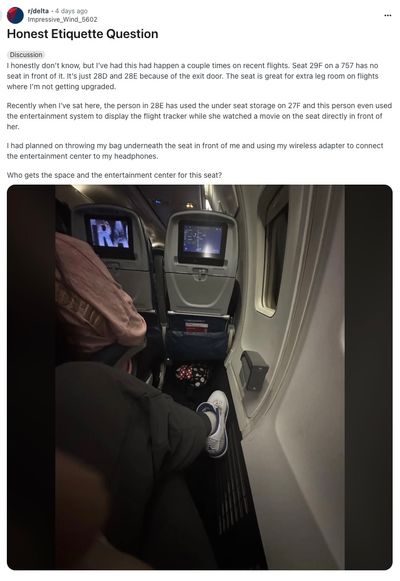 r/delta • 4 days ago
Impressive_Wind_5602
Honest Etiquette Question
Discussion
I honestly don't know, but I've had this had happen a couple times on recent flights. Seat 29F on a 757 has no
seat in front of it. It's just 28D and 28E because of the exit door. The seat is great for extra leg room on flights
where I'm not getting upgraded.
Recently when I've sat here, the person in 28E has used the under seat storage on 27F and this person even used
the entertainment system to display the flight tracker while she watched a movie on the seat directly in front of
her.
I had planned on throwing my bag underneath the seat in front of me and using my wireless adapter to connect
the entertainment center to my headphones.
Who gets the space and the entertainment center for this seat?
RA